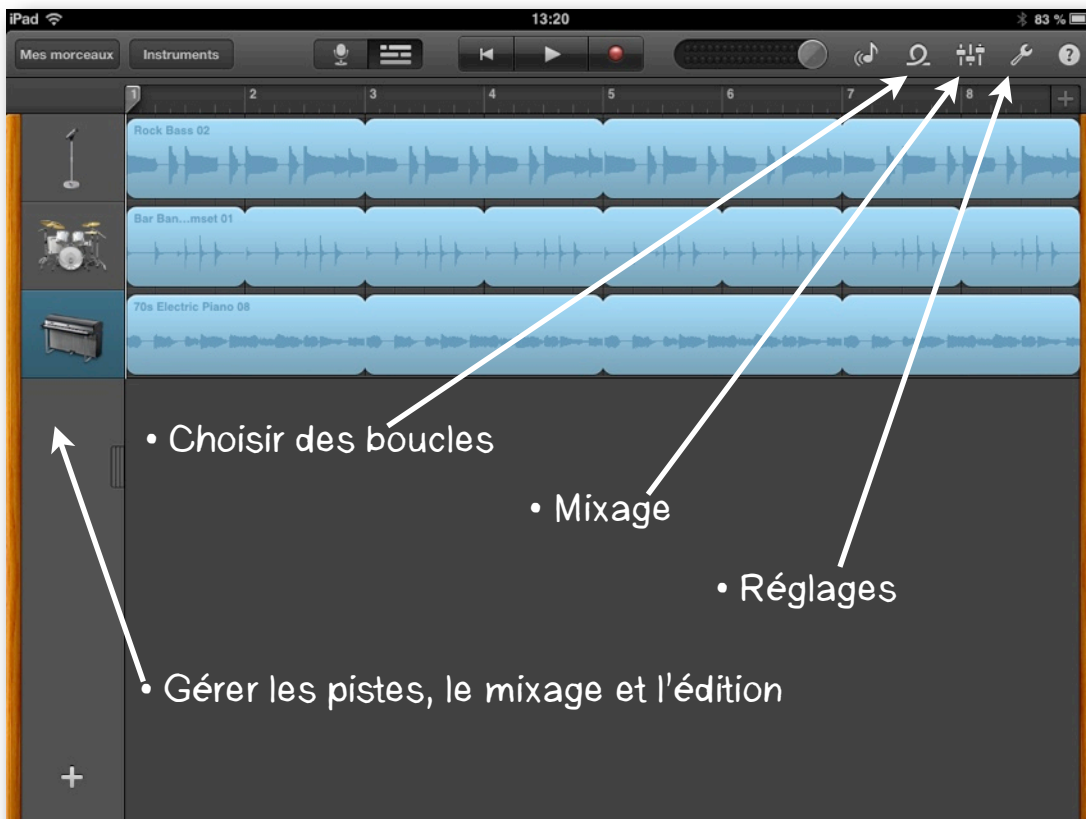 iPad 13:20 83 %
Mes morceaux Instruments ?
1 2 3 4 5 6 7 8 +
Rock Bass 02
Bar Ban...mset 01
70s Electric Piano 08
• Choisir des boucles
• Mixage
• Réglages
• Gérer les pistes, le mixage et l'édition
+